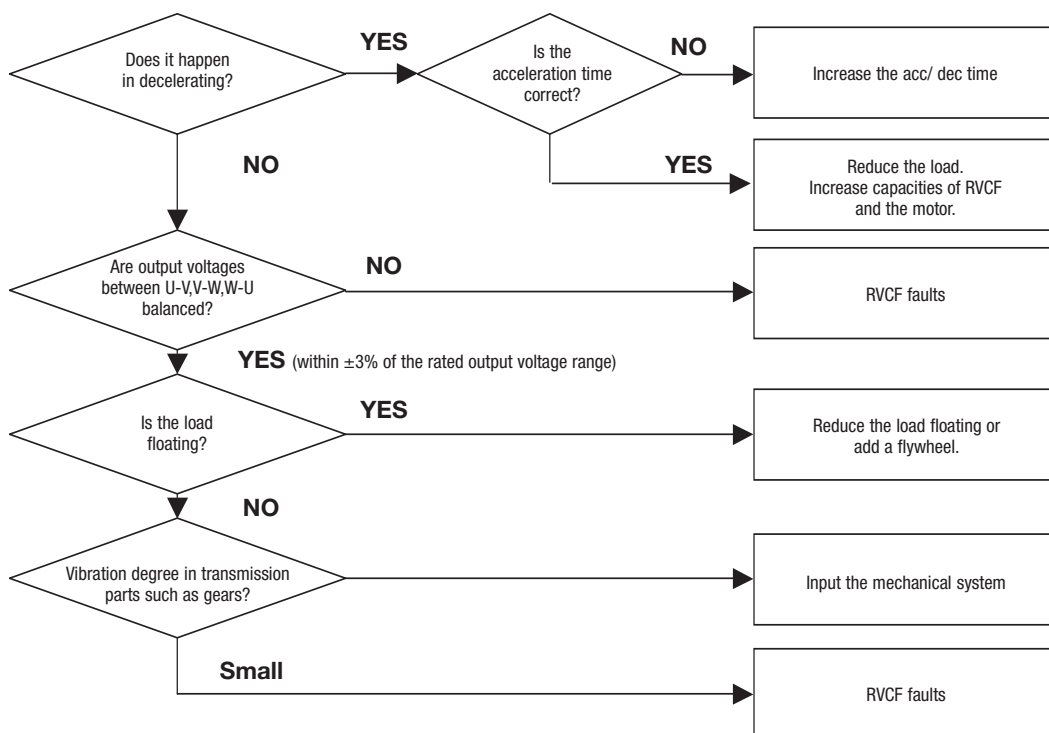 Does it happen
in decelerating?
YES
Is the
acceleration time
correct?
NO
Increase the acc/ dec time
NO
YES
Reduce the load.
Increase capacities of RVCF
and the motor.
Are output voltages
between U-V,V-W,W-U
balanced?
NO
RVCF faults
YES (within ±3% of the rated output voltage range)
Is the load
floating?
YES
Reduce the load floating or
add a flywheel.
NO
Vibration degree in transmission
parts such as gears?
Input the mechanical system
Small
RVCF faults